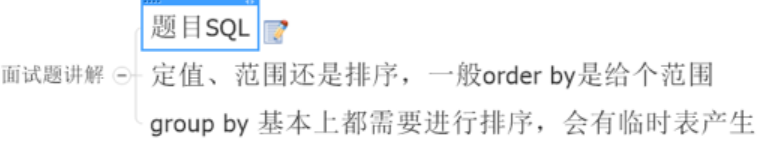 题目SQL
面试题讲解
定值、范围还是排序，一般order by是给个范围
group by 基本上都需要进行排序，会有临时表产生